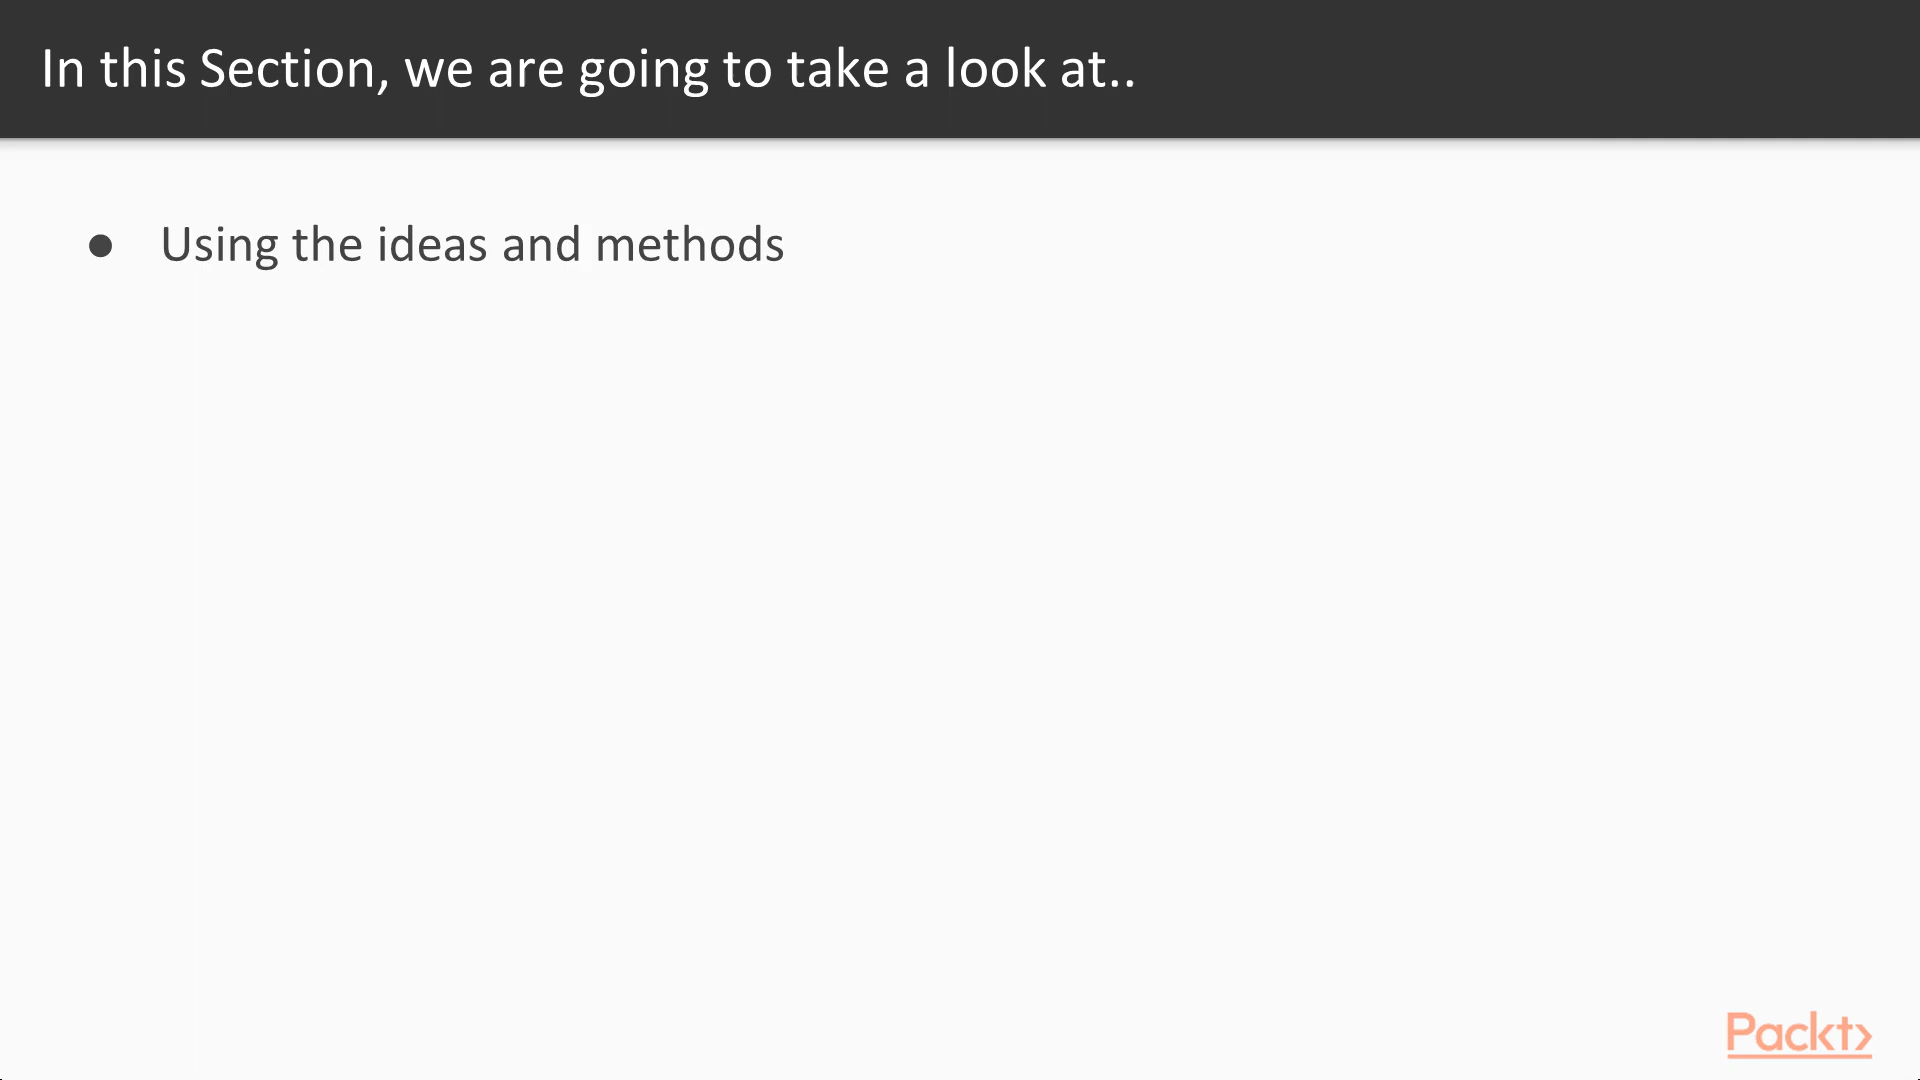 In this Section, we are going to take a look at..
● Using the ideas and methods
Packt>